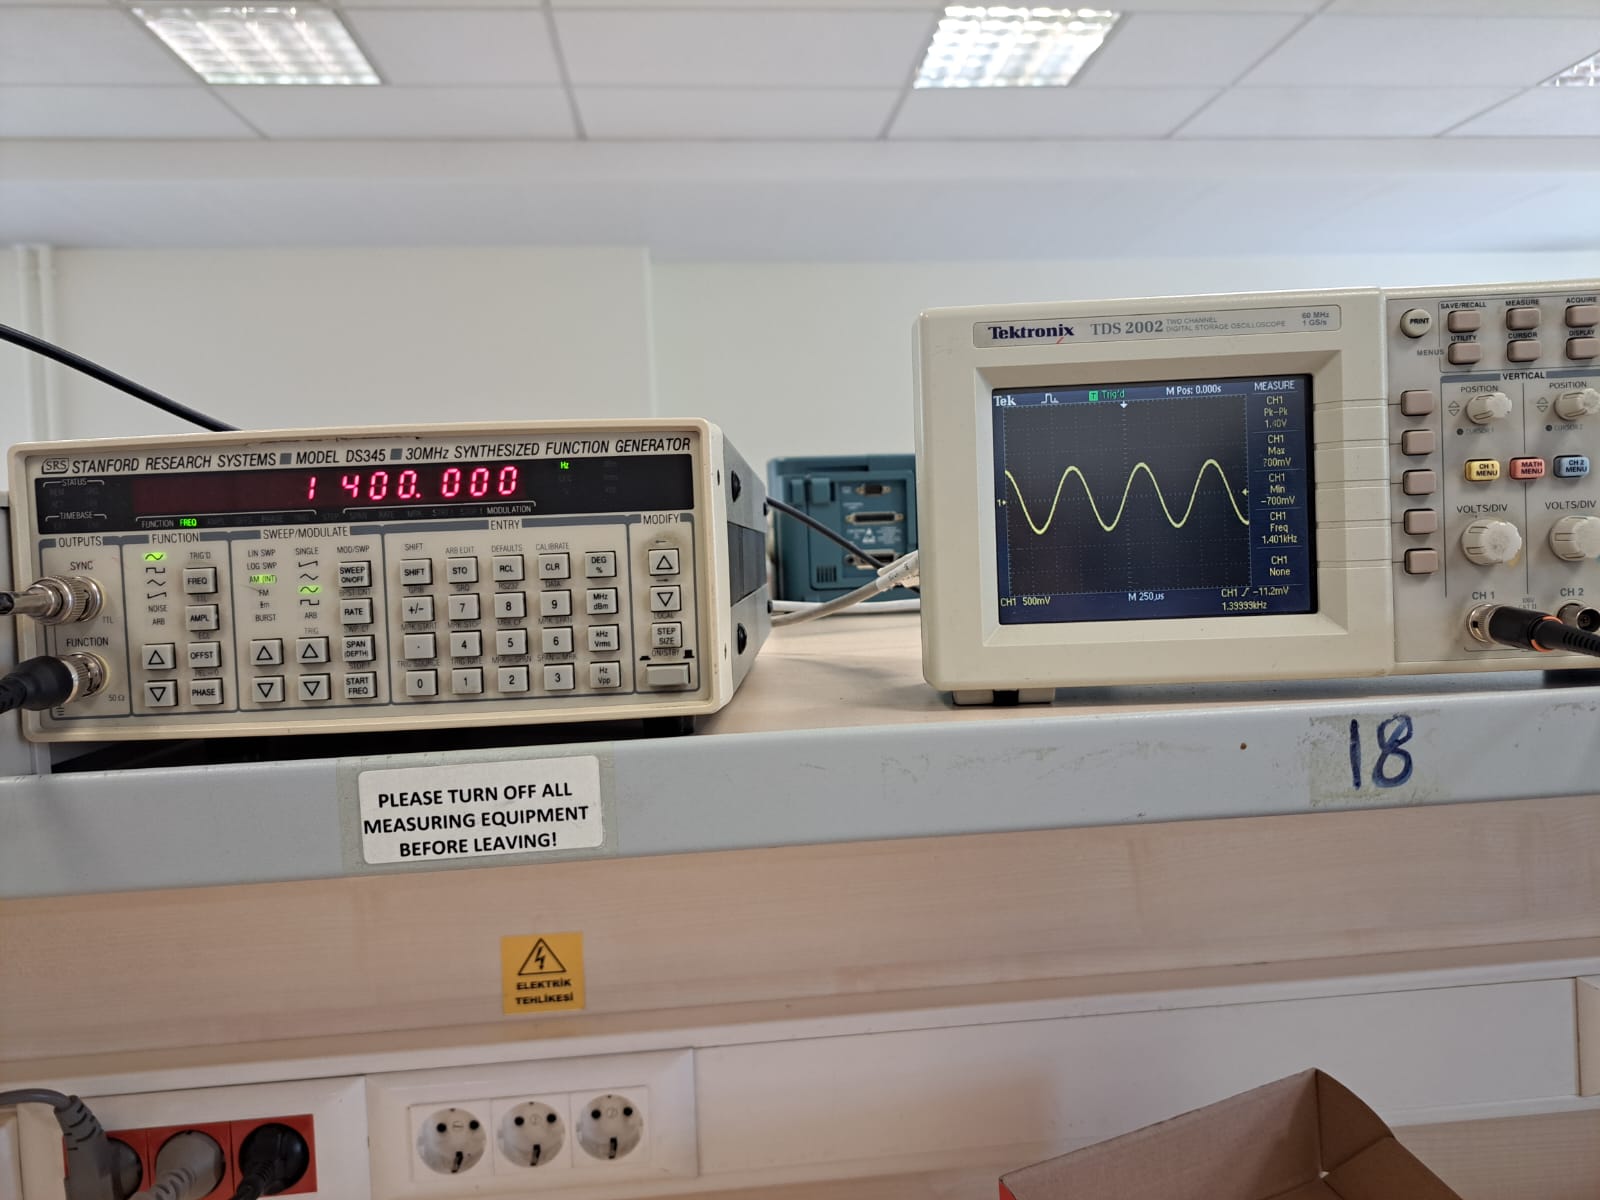 SRS STANFORD RESEARCH SYSTEMS MODEL DS345 30MHz SYNTHESIZED FUNCTION GENERATOR
STATUS
TIMEBASE
1 400.000
Hz
FUNCTION FREQ
MODULATION
OUTPUTS
FUNCTION
SWEEP/MODULATE
ENTRY
MODIFY
SYNC
TTL
FUNCTION
50 Ω
TRIG'D
FREQ
AMPL
OFFST
PHASE
NOISE
ARB
LIN SWP
LOG SWP
AM (INT)
FM
BURST
SINGLE
ARB
TRIG
MOD/SWP
SWEEP ON/OFF
RATE
SPAN (DEPTH)
START FREQ
SHIFT ARB EDIT DEFAULTS CALIBRATE
SHIFT STO RCL CLR DEG %
+/- 7 8 9 MHz dBm
. 4 5 6 kHz Vrms
0 1 2 3 Hz Vpp
STEP SIZE
ON/STBY
Tektronix TDS 2002 TWO CHANNEL DIGITAL STORAGE OSCILLOSCOPE 60 MHz 1 GS/s
Tek T Trig'd M Pos: 0.000s MEASURE
CH1
Pk-Pk
1.40V
CH1
Max
700mV
CH1
Min
-700mV
CH1
Freq
1.401kHz
CH1
None
CH1 500mV M 250µs CH1 -11.2mV
1.39999kHz
PRINT
SAVE/RECALL MEASURE ACQUIRE
UTILITY CURSOR DISPLAY
MENUS
VERTICAL
POSITION POSITION
CURSOR 1 CURSOR 2
CH 1 MENU MATH MENU CH 2 MENU
VOLTS/DIV VOLTS/DIV
CH 1 CH 2
18
PLEASE TURN OFF ALL
MEASURING EQUIPMENT
BEFORE LEAVING!
ELEKTRİK
TEHLİKESİ